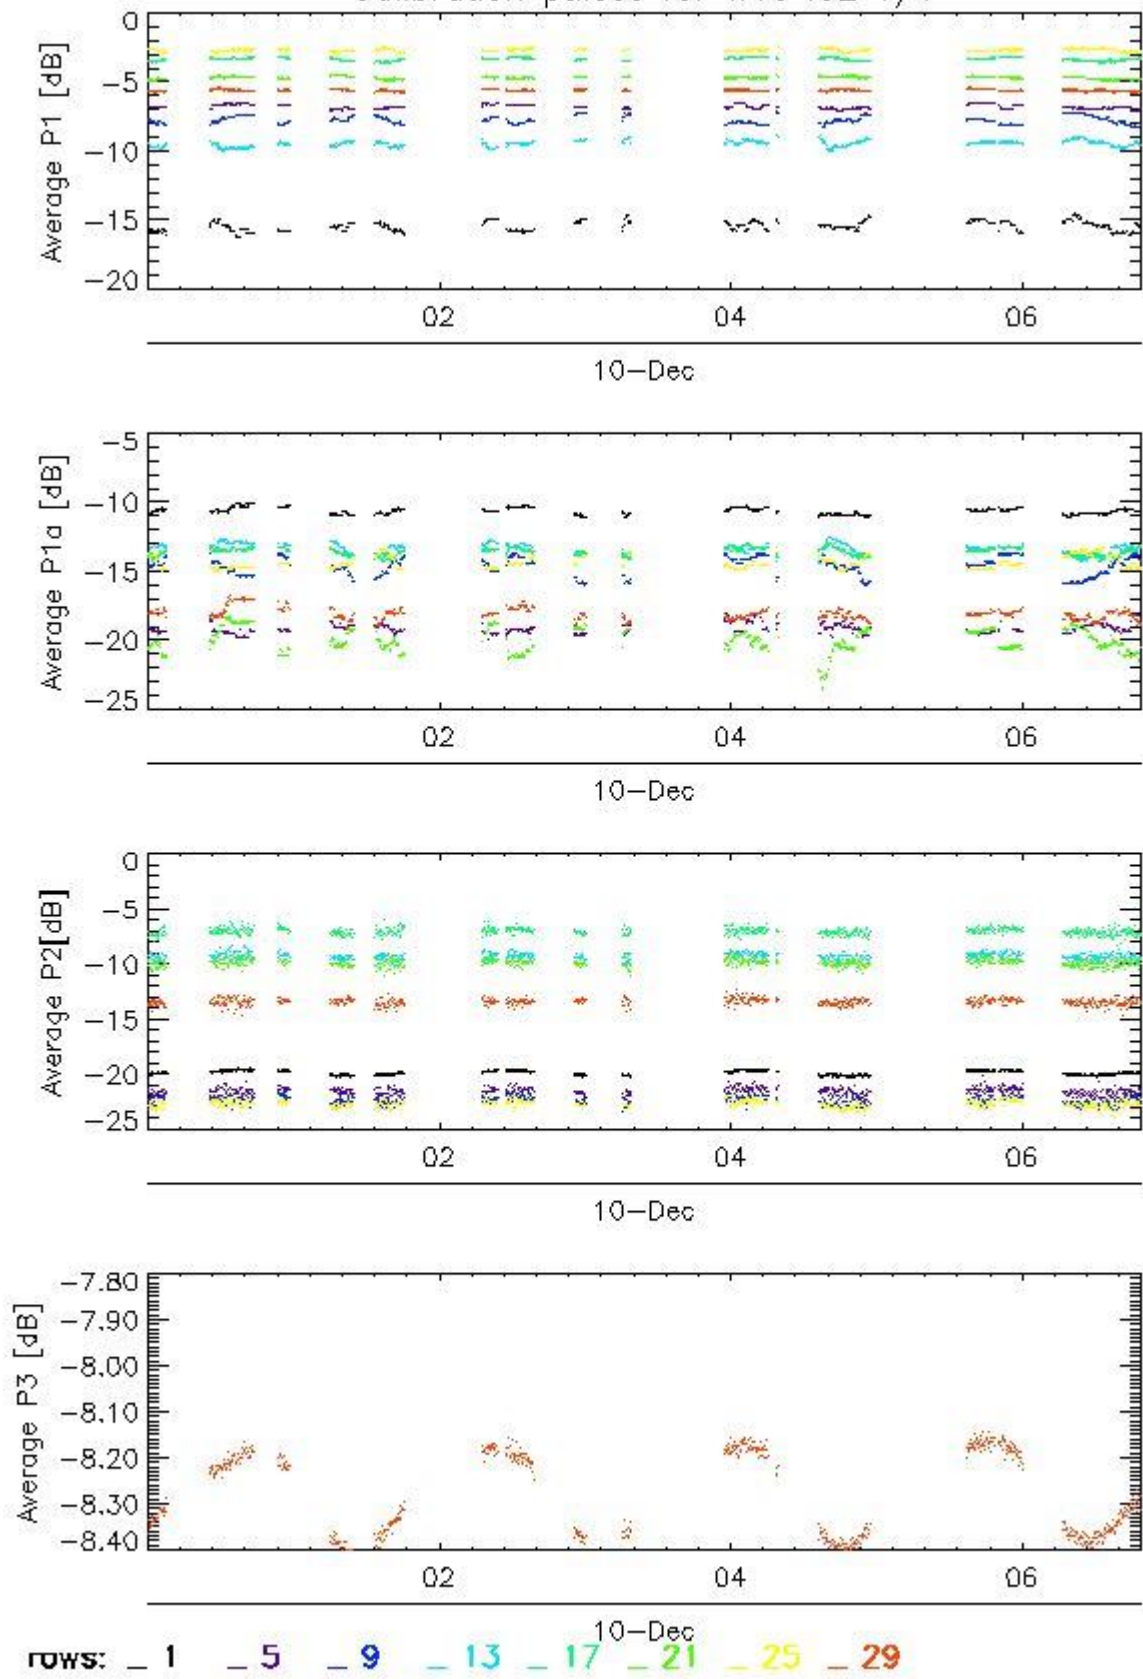 Average P1 [dB]
0
−5
−10
−15
−20
02 04 06
10−Dec
Average P1a [dB]
−5
−10
−15
−20
−25
02 04 06
10−Dec
Average P2[dB]
0
−5
−10
−15
−20
−25
02 04 06
10−Dec
Average P3 [dB]
−7.80
−7.90
−8.00
−8.10
−8.20
−8.30
−8.40
02 04 06
10−Dec
rows: _ 1 _ 5 _ 9 _ 13 _ 17 _ 21 _ 25 _ 29